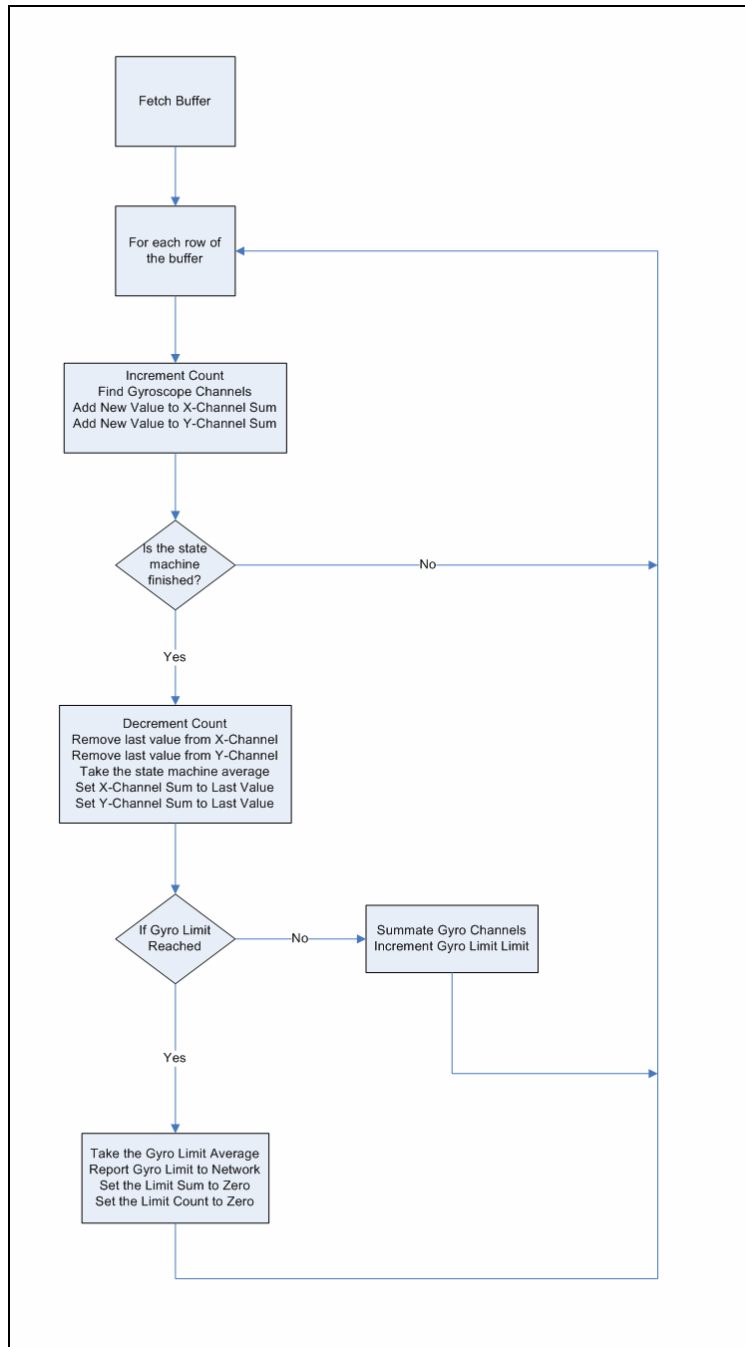 Fetch Buffer
For each row of
the buffer
Increment Count
Find Gyroscope Channels
Add New Value to X-Channel Sum
Add New Value to Y-Channel Sum
Is the state
machine
finished?
No
Yes
Decrement Count
Remove last value from X-Channel
Remove last value from Y-Channel
Take the state machine average
Set X-Channel Sum to Last Value
Set Y-Channel Sum to Last Value
If Gyro Limit
Reached
No
Summate Gyro Channels
Increment Gyro Limit Limit
Yes
Take the Gyro Limit Average
Report Gyro Limit to Network
Set the Limit Sum to Zero
Set the Limit Count to Zero